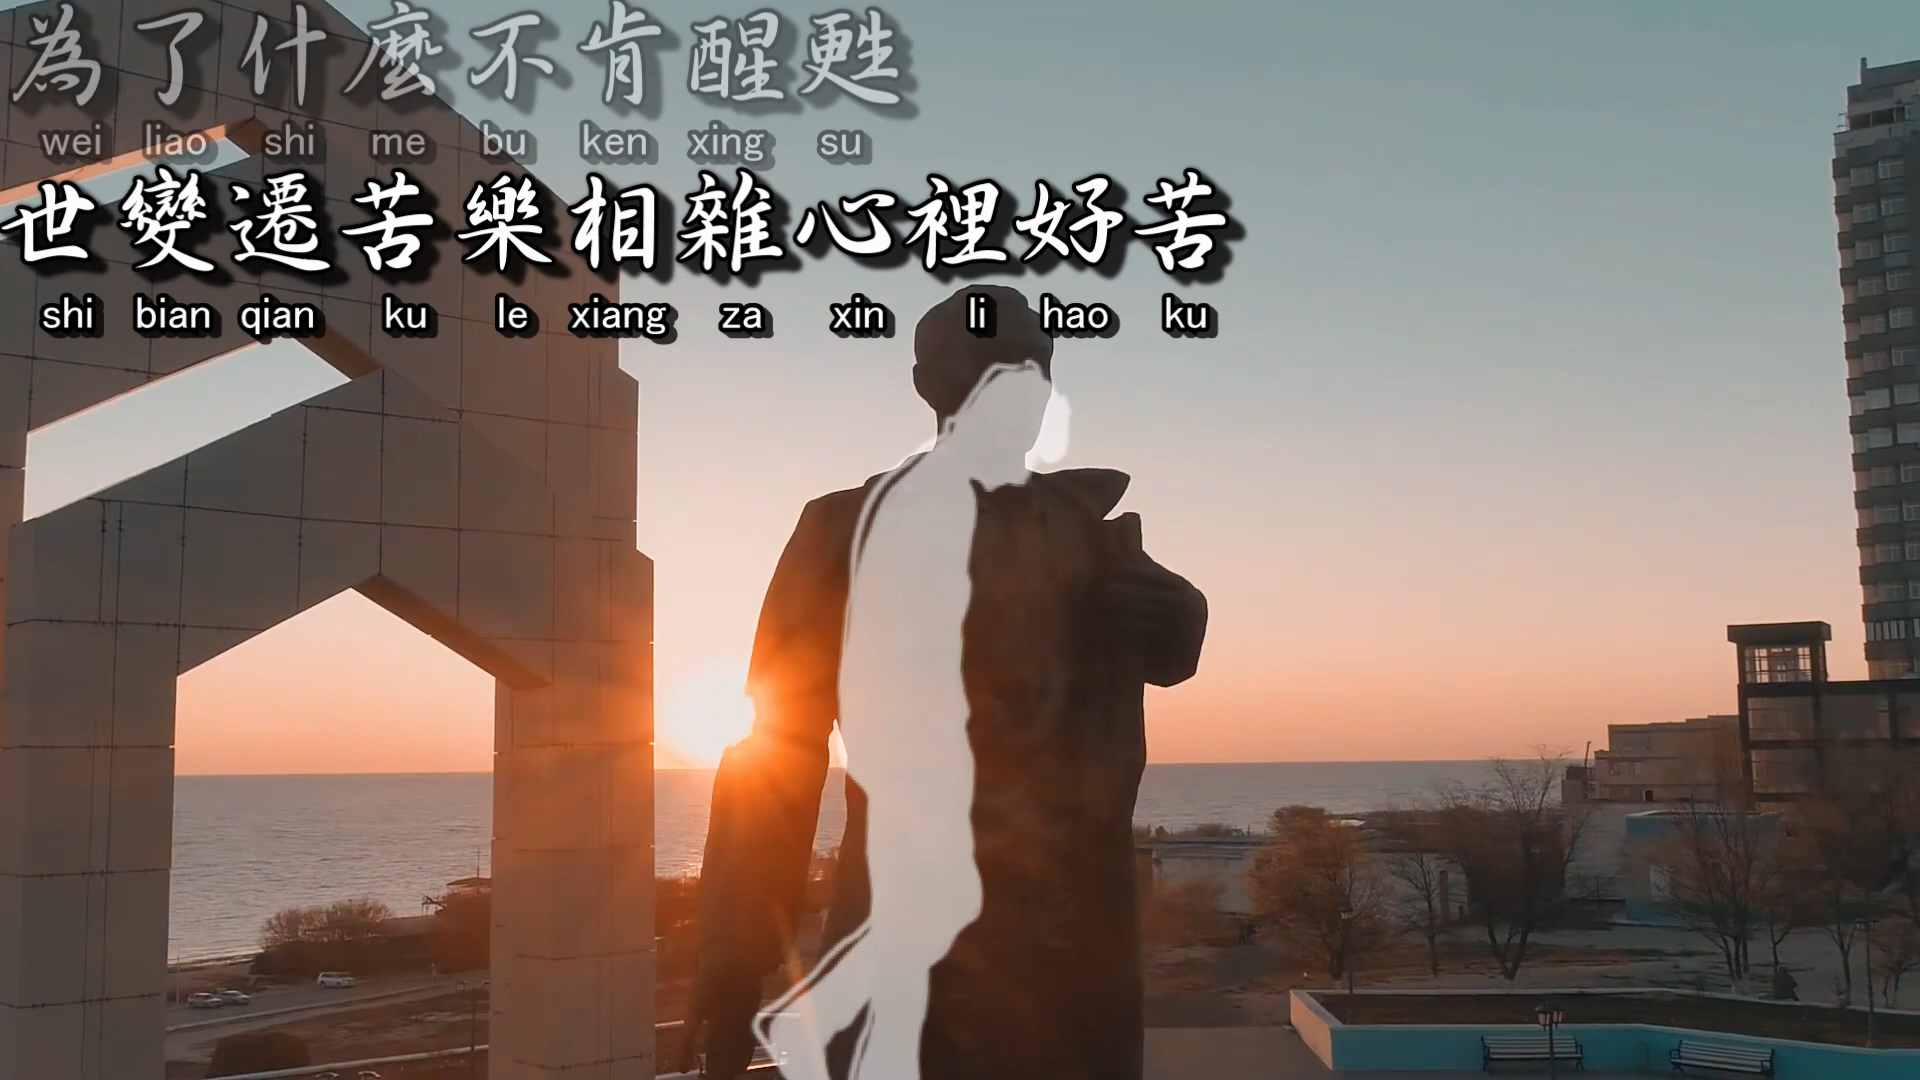 為了什麼不肯醒甦
wei liao shi me bu ken xing su
世變遷苦樂相雜心裡好苦
shi bian qian ku le xiang za xin li hao ku